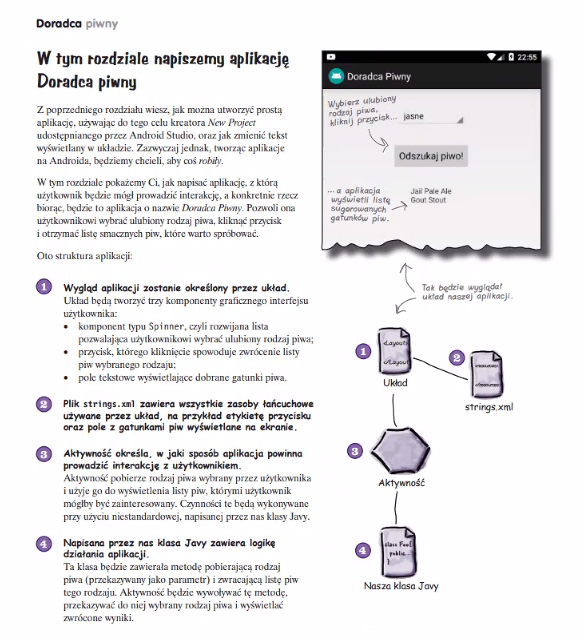 Doradca piwny
W tym rozdziale napiszemy aplikację
Doradca piwny
Z poprzedniego rozdziału wiesz, jak można utworzyć prostą
aplikację, używając do tego celu kreatora New Project
udostępnianego przez Android Studio, oraz jak zmienić tekst
wyświetlany w układzie. Zazwyczaj jednak, tworząc aplikacje
na Androida, będziemy chcieli, aby coś robiły.
W tym rozdziale pokażemy Ci, jak napisać aplikację, z którą
użytkownik będzie mógł prowadzić interakcję, a konkretnie rzecz
biorąc, będzie to aplikacja o nazwie Doradca Piwny. Pozwoli ona
użytkownikowi wybrać ulubiony rodzaj piwa, kliknąć przycisk
i otrzymać listę smacznych piw, które warto spróbować.
Oto struktura aplikacji:
1 Wygląd aplikacji zostanie określony przez układ.
Układ będą tworzyć trzy komponenty graficznego interfejsu
użytkownika:
• komponent typu Spinner, czyli rozwijana lista
pozwalająca użytkownikowi wybrać ulubiony rodzaj piwa;
• przycisk, którego kliknięcie spowoduje zwrócenie listy
piw wybranego rodzaju;
• pole tekstowe wyświetlające dobrane gatunki piwa.
2 Plik strings.xml zawiera wszystkie zasoby łańcuchowe
używane przez układ, na przykład etykietę przycisku
oraz pole z gatunkami piw wyświetlane na ekranie.
3 Aktywność określa, w jaki sposób aplikacja powinna
prowadzić interakcję z użytkownikiem.
Aktywność pobierze rodzaj piwa wybrany przez użytkownika
i użyje go do wyświetlenia listy piw, którymi użytkownik
mógłby być zainteresowany. Czynności te będą wykonywane
przy użyciu niestandardowej, napisanej przez nas klasy Javy.
4 Napisana przez nas klasa Javy zawiera logikę
działania aplikacji.
Ta klasa będzie zawierała metodę pobierającą rodzaj
piwa (przekazywany jako parametr) i zwracającą listę piw
tego rodzaju. Aktywność będzie wywoływać tę metodę,
przekazywać do niej wybrany rodzaj piwa i wyświetlać
zwrócone wyniki.
22:55
Doradca Piwny
Wybierz ulubiony
rodzaj piwa,
kliknij przycisk...
jasne
Odszukaj piwo!
...a aplikacja
wyświetli listę
sugerowanych
gatunków piw.
Jail Pale Ale
Gout Stout
Tak będzie wyglądał
układ naszej aplikacji.
1
<Layout
</Layout
Układ
2
strings.xml
3
Aktywność
4
public...
}
Nasza klasa Javy